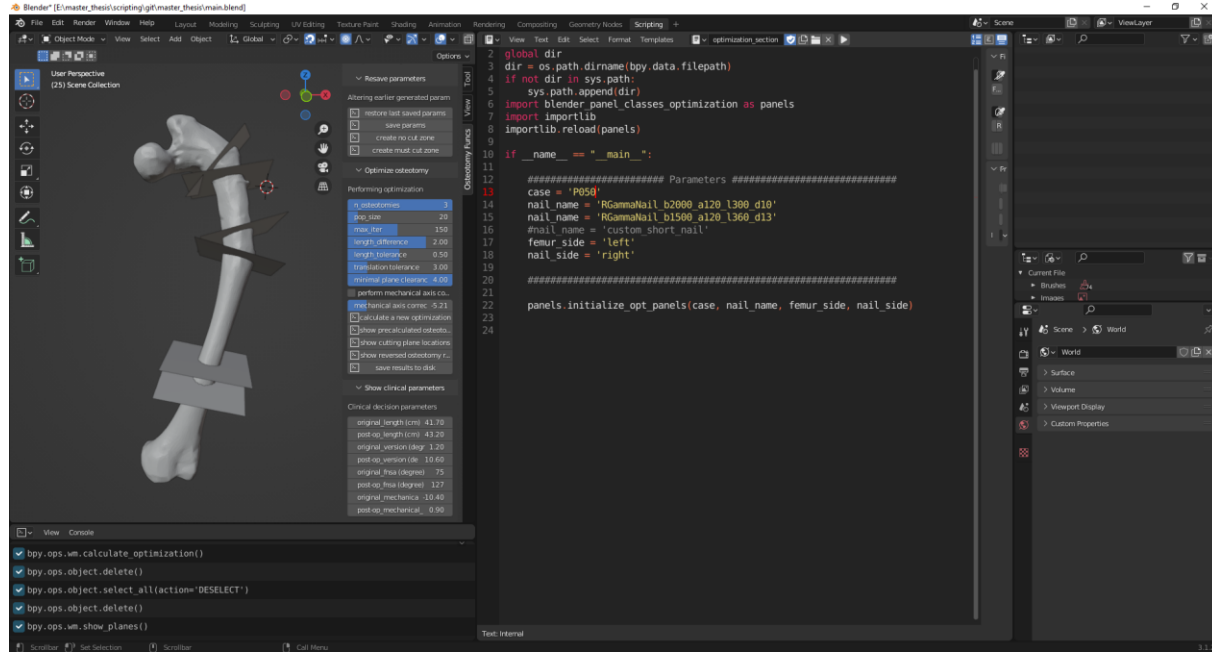 Blender* [E:\master_thesis\scripting\git\master_thesis\main.blend]
File Edit Render Window Help Layout Modeling Sculpting UV Editing Texture Paint Shading Animation Rendering Compositing Geometry Nodes Scripting + Scene ViewLayer
Object Mode View Select Add Object Global View Text Edit Select Format Templates optimization_section
Options
User Perspective
(25) Scene Collection
Z
Tool
View
Osteotomy Funcs
Resave parameters
Altering earlier generated param
restore last saved params
save params
create no cut zone
create must cut zone
Optimize osteotomy
Performing optimization
n_osteotomies 3
pop_size 20
max_iter 150
length_difference 2.00
length_tolerance 0.50
translation tolerance 3.00
minimal plane clearanc 4.00
perform mechanical axis co..
mechanical axis correc -5.21
calculate a new optimization
show precalculated osteoto..
show cutting plane locations
show reversed osteotomy r..
save results to disk
Show clinical parameters
Clinical decision parameters
original_length (cm) 41.70
post-op_length (cm) 43.20
original_version (degr 1.20
post-op_version (de 10.60
original_fnsa (degree) 75
post-op_fnsa (degree) 127
original_mechanica -10.40
post-op_mechanical_ 0.90
View Console
bpy.ops.wm.calculate_optimization()
bpy.ops.object.delete()
bpy.ops.object.select_all(action='DESELECT')
bpy.ops.object.delete()
bpy.ops.wm.show_planes()
Scrollbar Set Selection Scrollbar Call Menu
2 global dir
3 dir = os.path.dirname(bpy.data.filepath)
4 if not dir in sys.path:
5 sys.path.append(dir)
6 import blender_panel_classes_optimization as panels
7 import importlib
8 importlib.reload(panels)
9
10 if __name__ == "__main__":
11
12 ######################## Parameters #############################
13 case = 'P050'
14 nail_name = 'RGammaNail_b2000_a120_l300_d10'
15 nail_name = 'RGammaNail_b1500_a120_l360_d13'
16 #nail_name = 'custom_short_nail'
17 femur_side = 'left'
18 nail_side = 'right'
19
20 #################################################################
21
22 panels.initialize_opt_panels(case, nail_name, femur_side, nail_side)
23
24
Text: Internal
Fi
F..
R
Current File
Brushes
Images
Scene > World
World
Surface
Volume
Viewport Display
Custom Properties